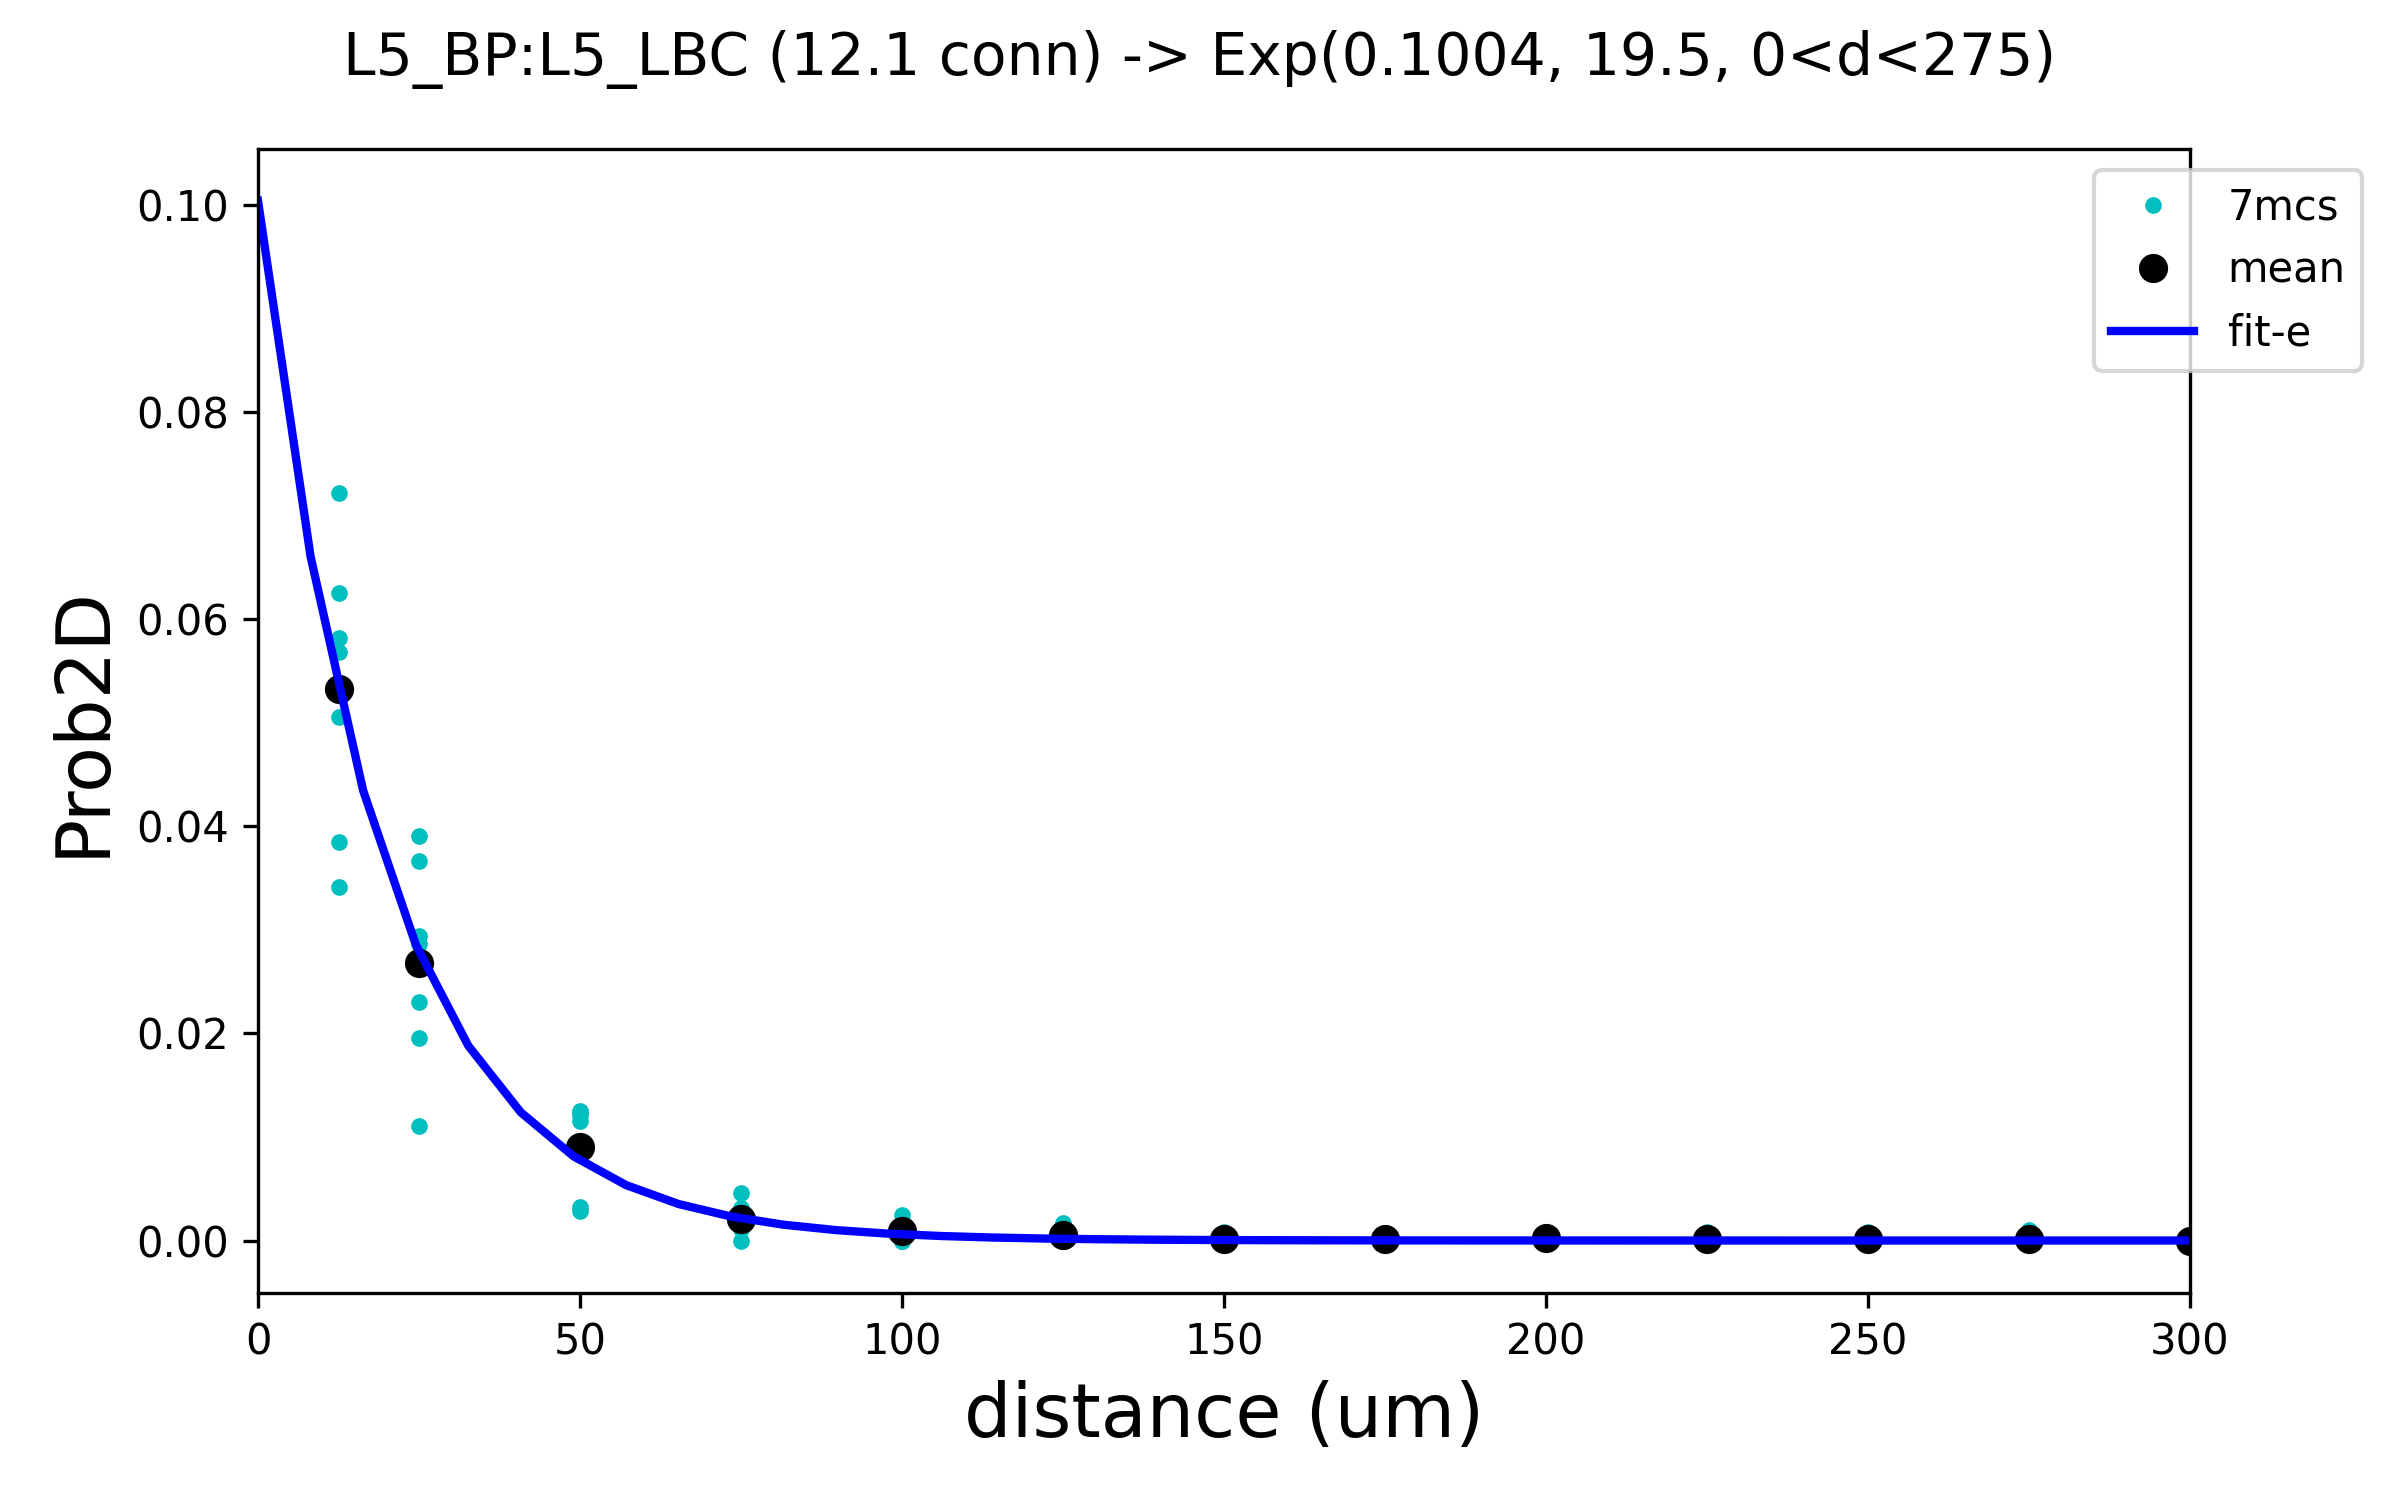 L5_BP:L5_LBC (12.1 conn) -> Exp(0.1004, 19.5, 0<d<275)
7mcs
mean
fit-e
0.10
0.08
0.06
0.04
0.02
0.00
Prob2D
0 50 100 150 200 250 300
distance (um)